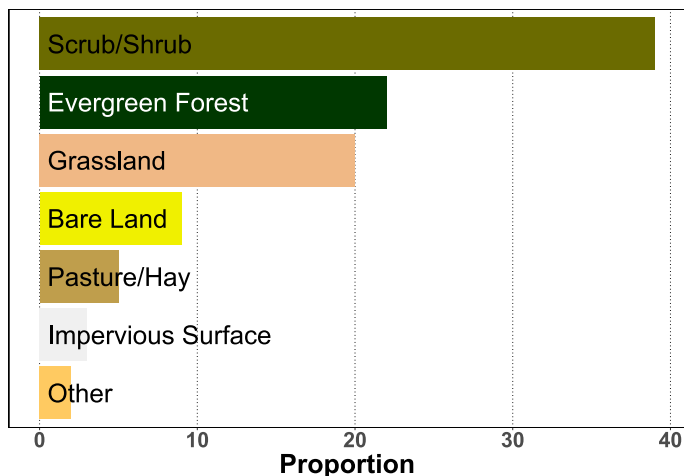 Scrub/Shrub
Evergreen Forest
Grassland
Bare Land
Pasture/Hay
Impervious Surface
Other
0 10 20 30 40
Proportion